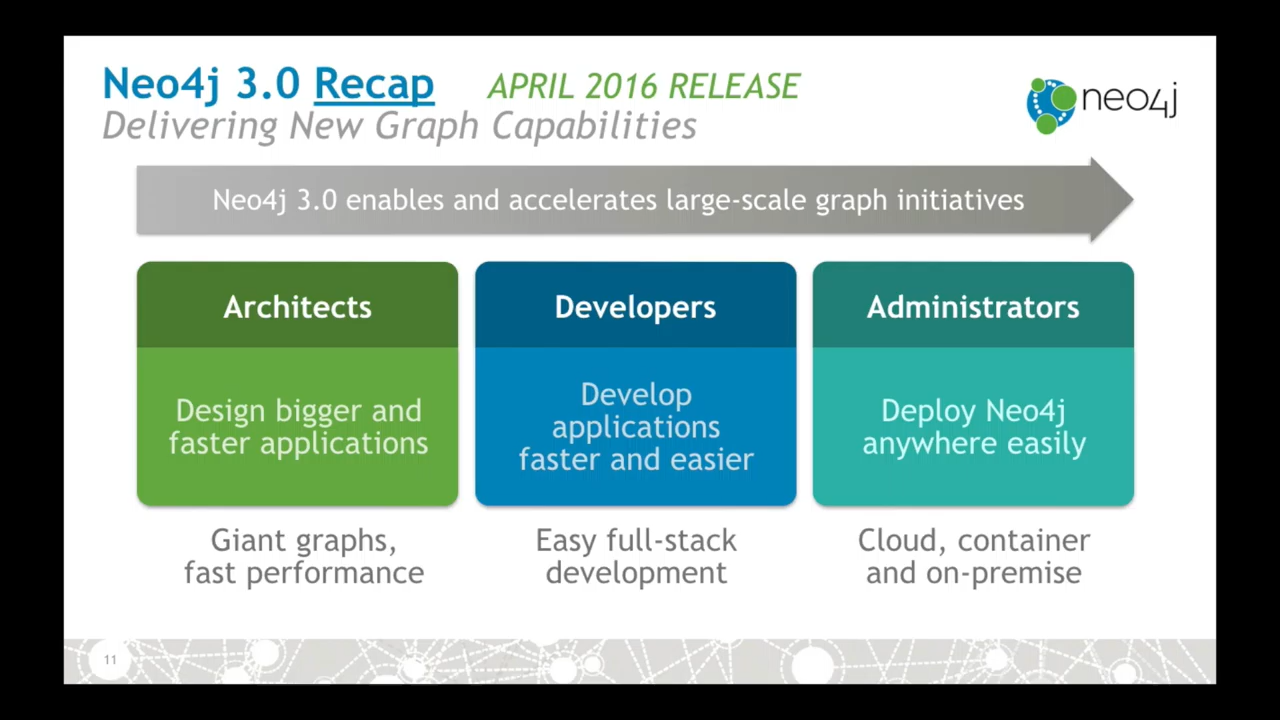 Neo4j 3.0 Recap APRIL 2016 RELEASE
Delivering New Graph Capabilities
neo4j
Neo4j 3.0 enables and accelerates large-scale graph initiatives
Architects
Design bigger and
faster applications
Giant graphs,
fast performance
Developers
Develop
applications
faster and easier
Easy full-stack
development
Administrators
Deploy Neo4j
anywhere easily
Cloud, container
and on-premise
11